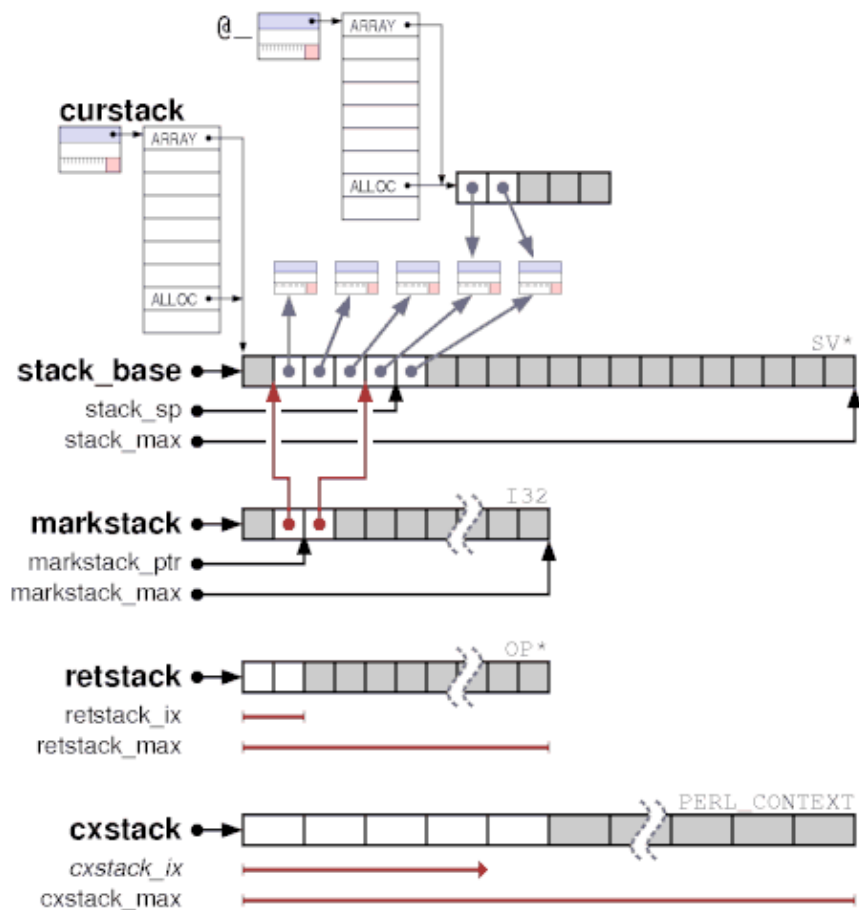 @_
ARRAY
ALLOC
curstack
ARRAY
ALLOC
SV*
stack_base
stack_sp
stack_max
I32
markstack
markstack_ptr
markstack_max
OP*
retstack
retstack_ix
retstack_max
PERL_CONTEXT
cxstack
cxstack_ix
cxstack_max